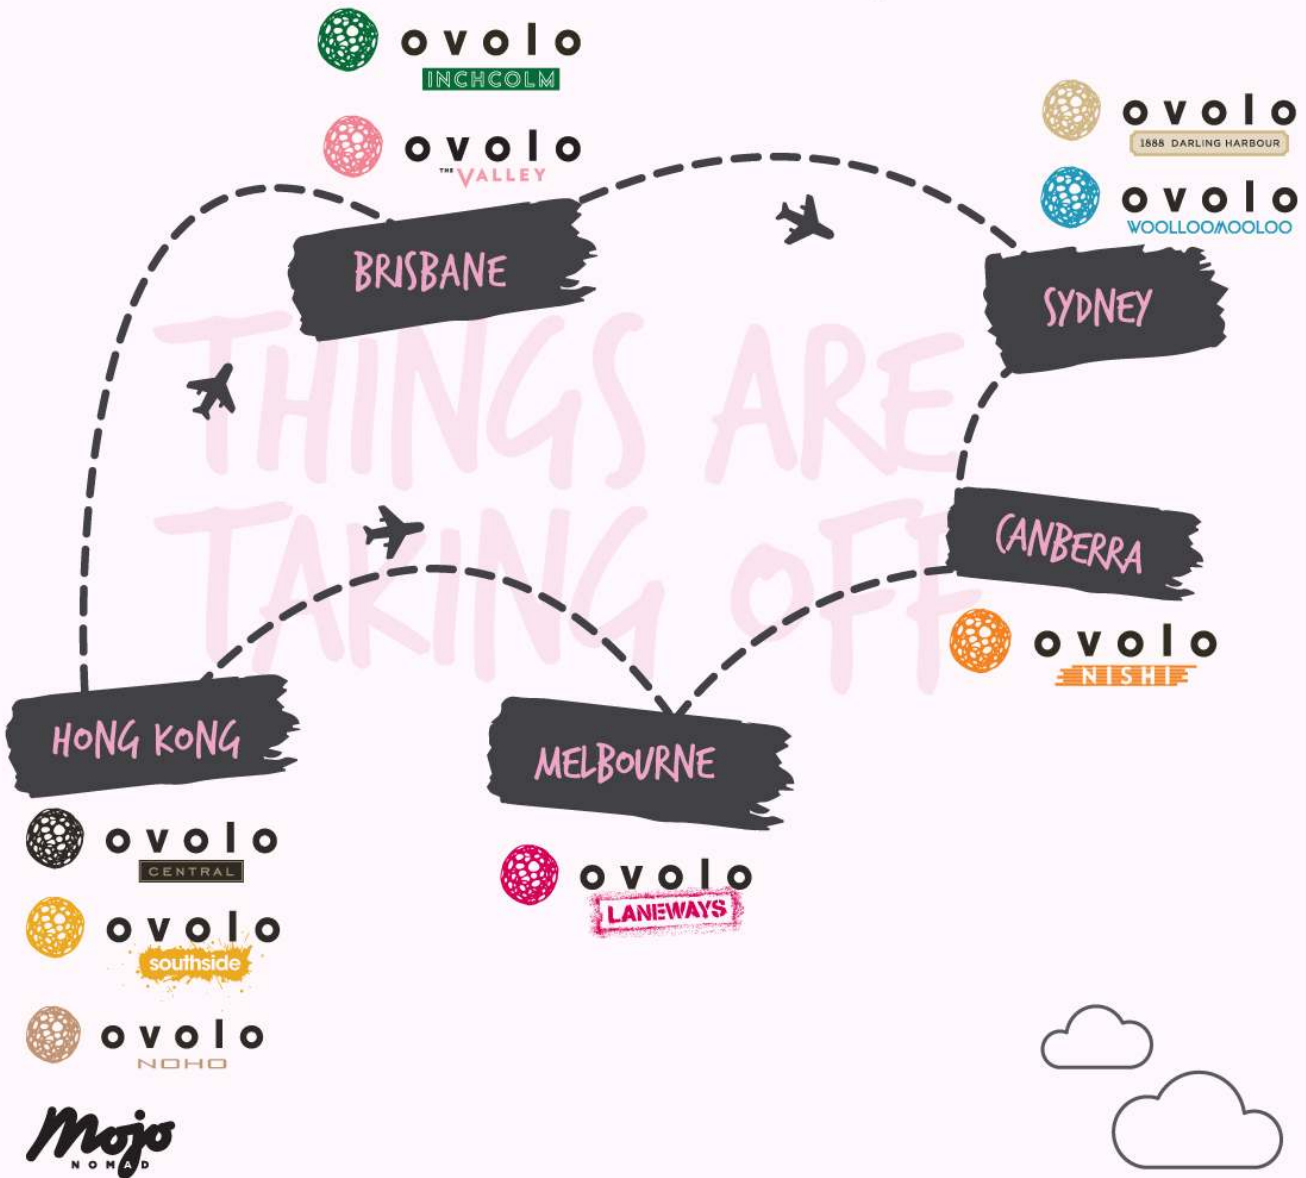 ovolo
INCHCOLM
ovolo
THE VALLEY
ovolo
1888 DARLING HARBOUR
ovolo
WOOLLOOMOOLOO
BRISBANE
SYDNEY
THINGS ARE
TAKING OFF
CANBERRA
ovolo
NISHI
HONG KONG
MELBOURNE
ovolo
CENTRAL
ovolo
southside
ovolo
NOHO
Mojo
NOMAD
ovolo
LANEWAYS